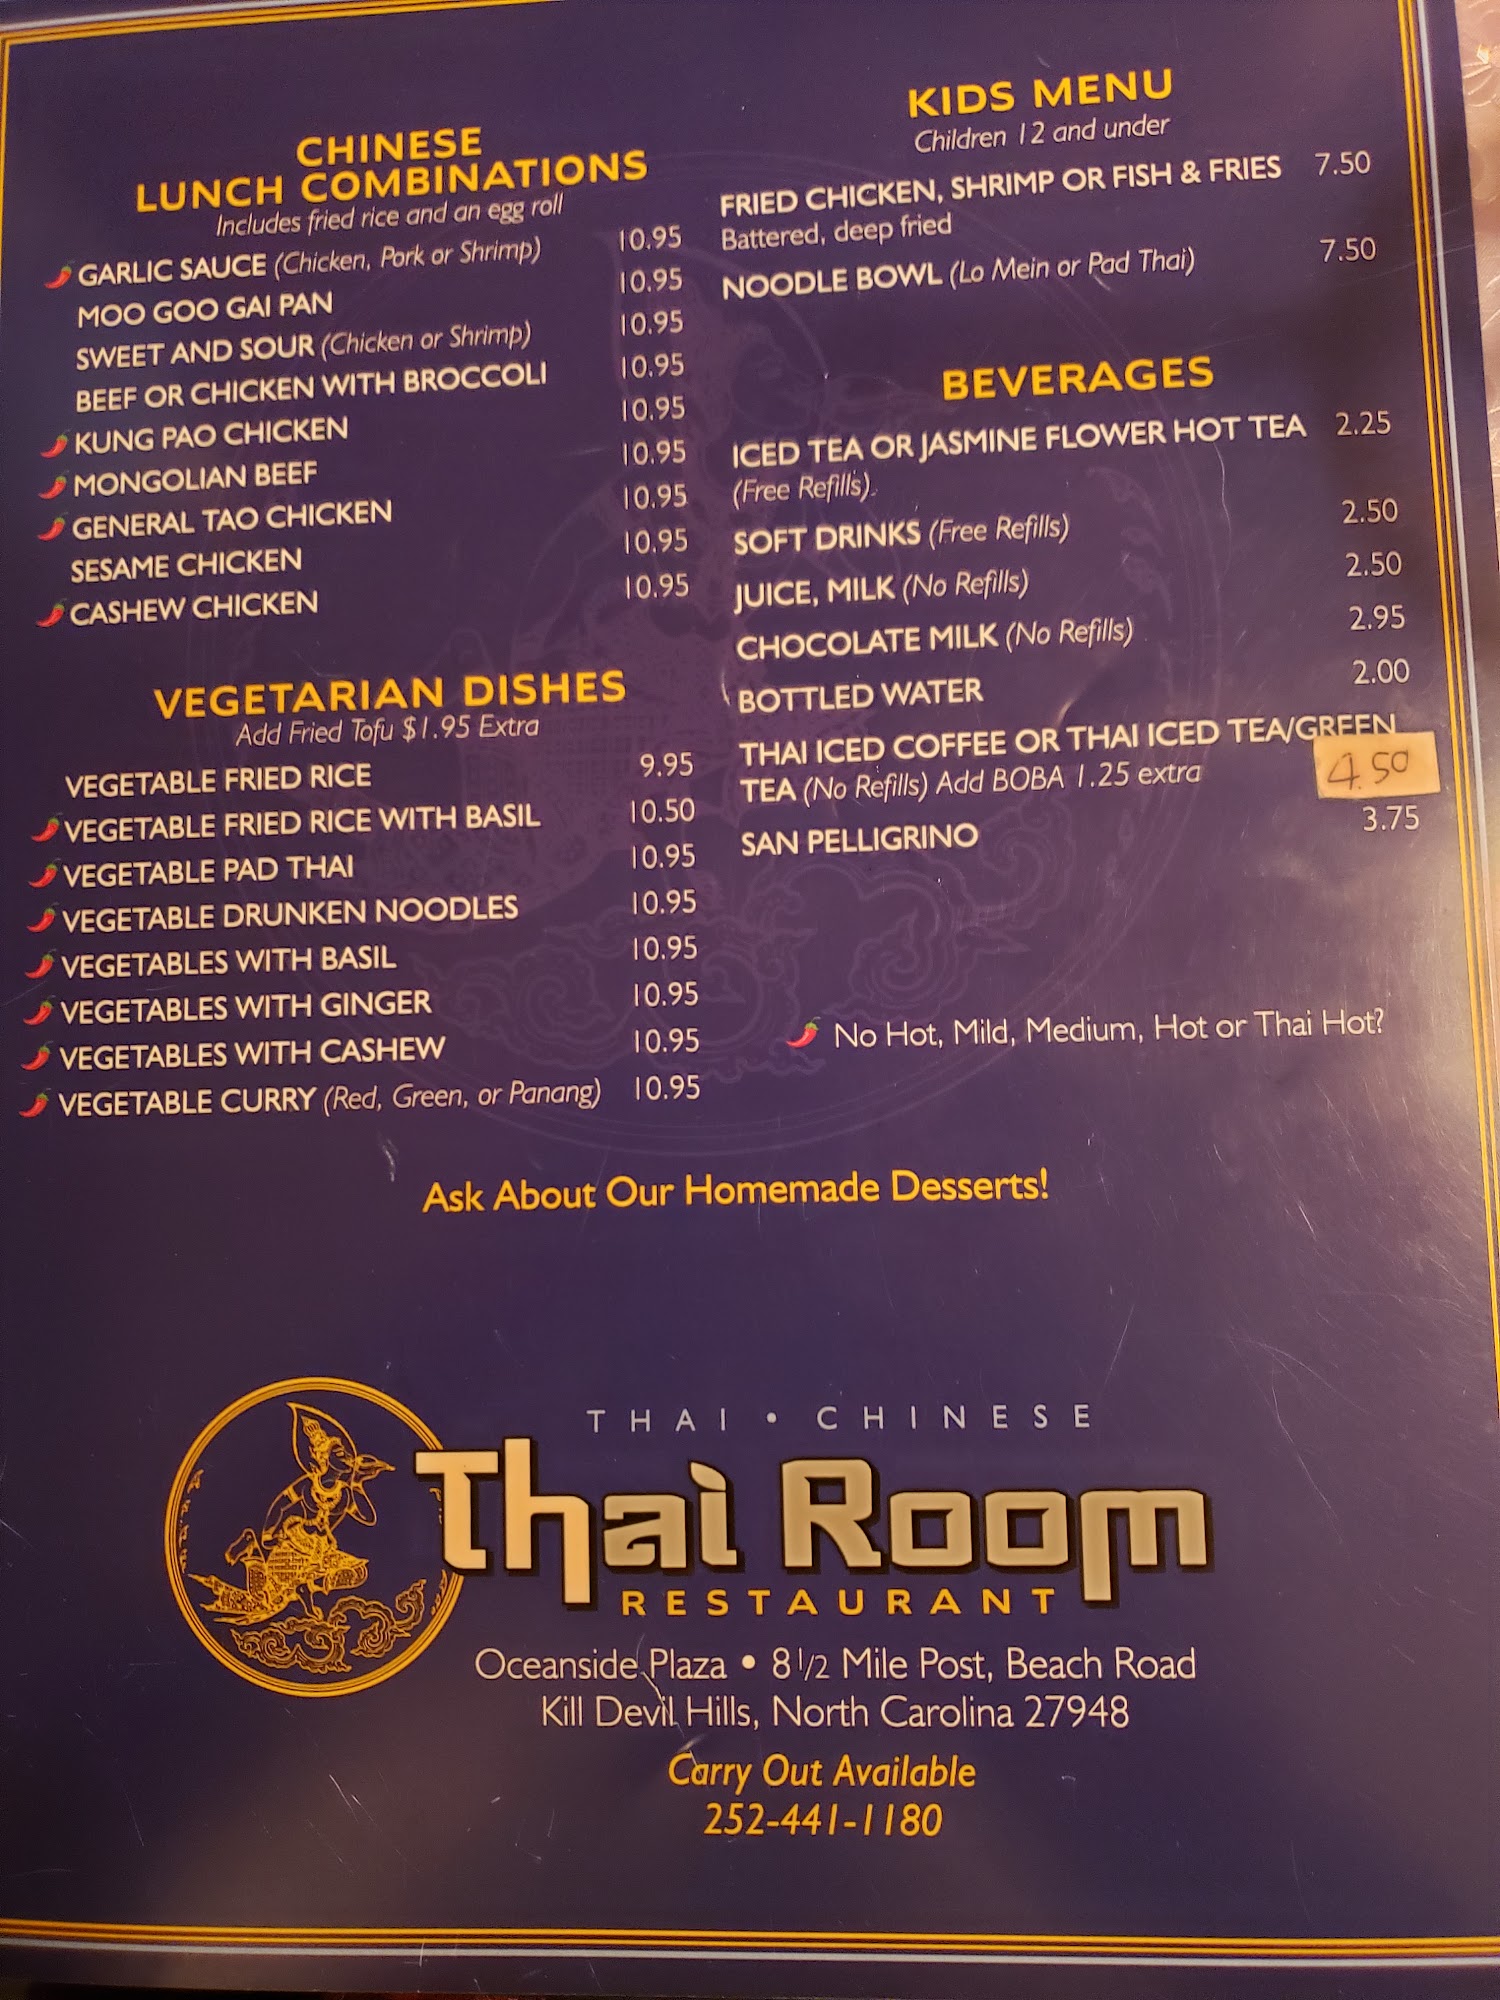 CHINESE
LUNCH COMBINATIONS
Includes fried rice and an egg roll
GARLIC SAUCE (Chicken, Pork or Shrimp) 10.95
MOO GOO GAI PAN 10.95
SWEET AND SOUR (Chicken or Shrimp) 10.95
BEEF OR CHICKEN WITH BROCCOLI 10.95
KUNG PAO CHICKEN 10.95
MONGOLIAN BEEF 10.95
GENERAL TAO CHICKEN 10.95
SESAME CHICKEN 10.95
CASHEW CHICKEN 10.95
VEGETARIAN DISHES
Add Fried Tofu $1.95 Extra
VEGETABLE FRIED RICE 9.95
VEGETABLE FRIED RICE WITH BASIL 10.50
VEGETABLE PAD THAI 10.95
VEGETABLE DRUNKEN NOODLES 10.95
VEGETABLES WITH BASIL 10.95
VEGETABLES WITH GINGER 10.95
VEGETABLES WITH CASHEW 10.95
VEGETABLE CURRY (Red, Green, or Panang) 10.95
KIDS MENU
Children 12 and under
FRIED CHICKEN, SHRIMP OR FISH & FRIES 7.50
Battered, deep fried
NOODLE BOWL (Lo Mein or Pad Thai) 7.50
BEVERAGES
ICED TEA OR JASMINE FLOWER HOT TEA 2.25
(Free Refills)
SOFT DRINKS (Free Refills) 2.50
JUICE, MILK (No Refills) 2.50
CHOCOLATE MILK (No Refills) 2.95
BOTTLED WATER 2.00
THAI ICED COFFEE OR THAI ICED TEA/GREEN
TEA (No Refills) Add BOBA 1.25 extra 4.50
SAN PELLIGRINO 3.75
No Hot, Mild, Medium, Hot or Thai Hot?
Ask About Our Homemade Desserts!
THAI • CHINESE
Thai Room
RESTAURANT
Oceanside Plaza • 8 1/2 Mile Post, Beach Road
Kill Devil Hills, North Carolina 27948
Carry Out Available
252-441-1180